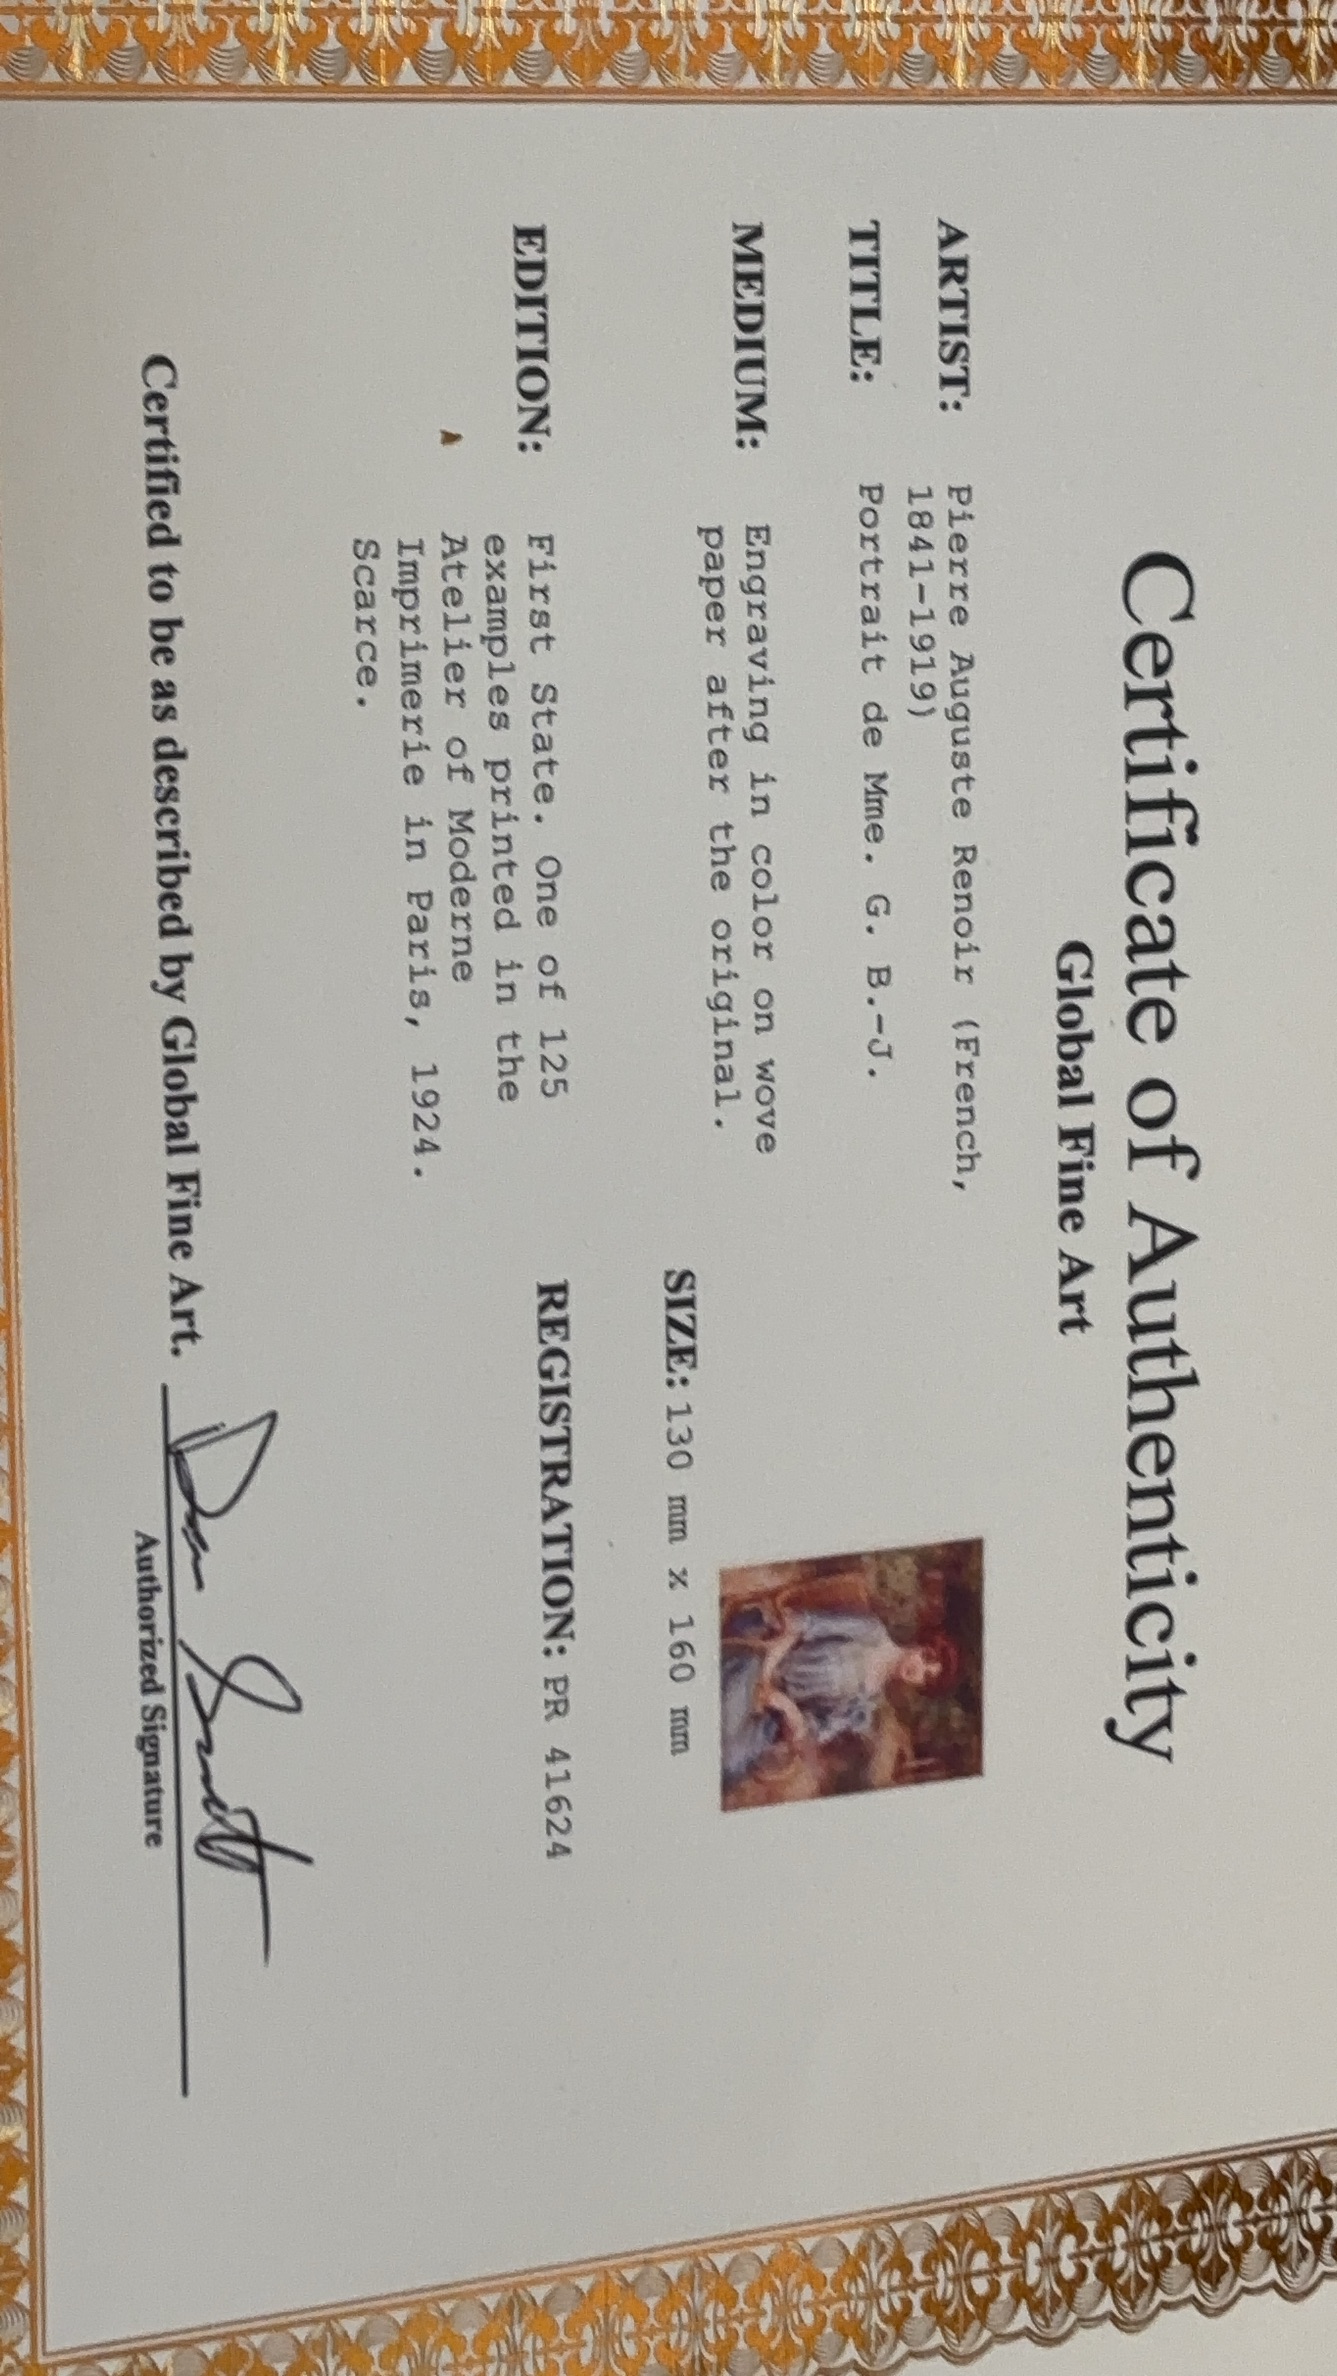 Certificate of Authenticity
Global Fine Art
ARTIST: Pierre Auguste Renoir (French,
1841-1919)
TITLE: Portrait de Mme. G. B.-J.
MEDIUM: Engraving in color on wove
paper after the original.
SIZE: 130 mm x 160 mm
EDITION: First State. One of 125
examples printed in the
Atelier of Moderne
Imprimerie in Paris, 1924.
Scarce.
REGISTRATION: PR 41624
Certified to be as described by Global Fine Art.
Authorized Signature